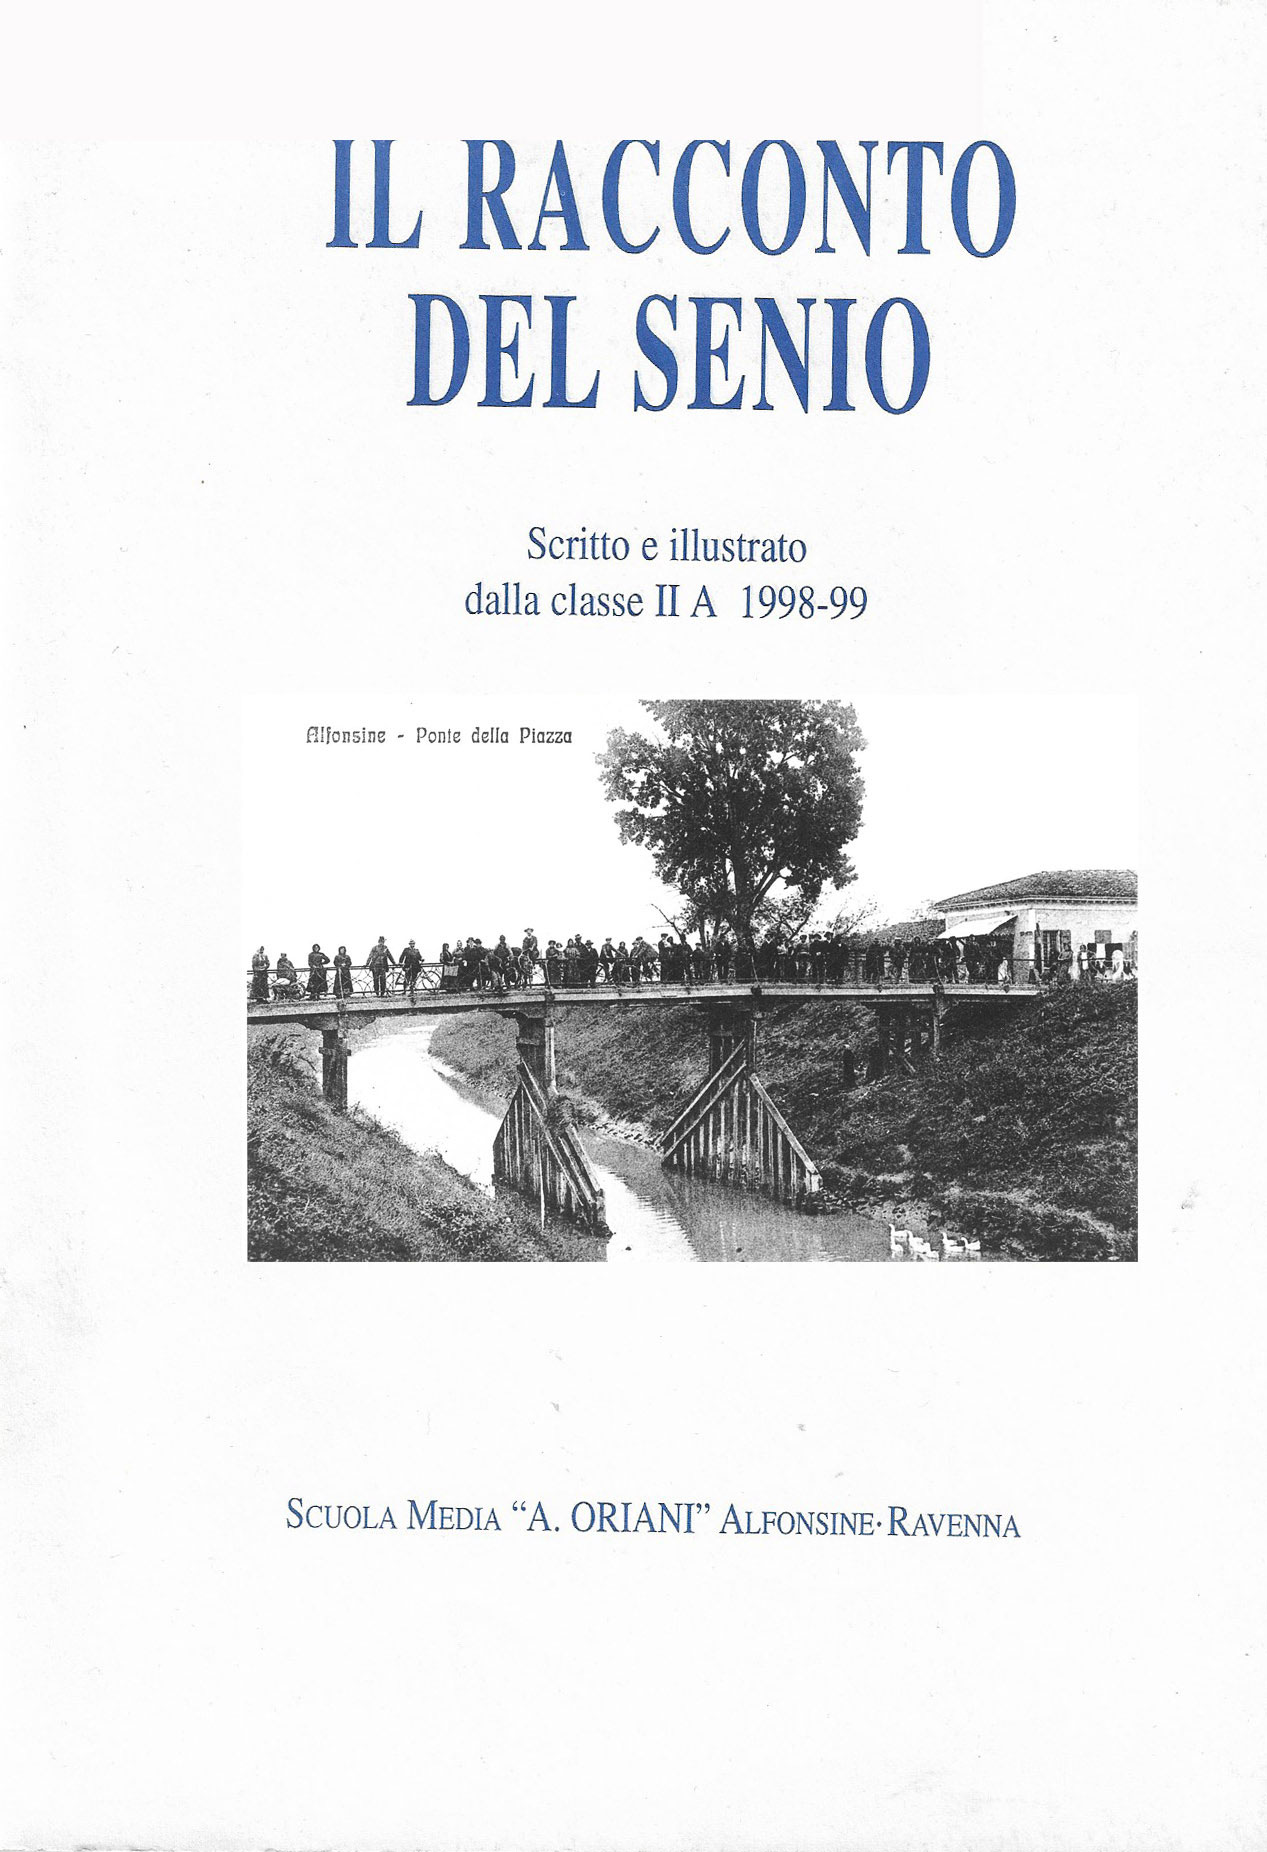 IL RACCONTO
DEL SENIO
Scritto e illustrato
dalla classe II A 1998-99
Alfonsine - Ponte della Piazza
SCUOLA MEDIA “A. ORIANI” ALFONSINE·RAVENNA